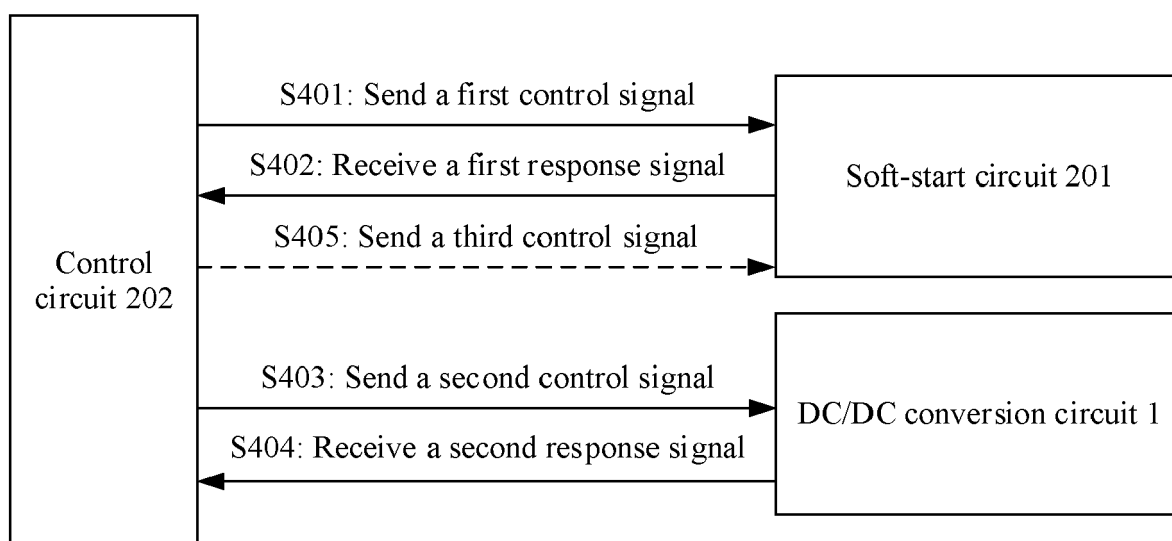 S401: Send a first control signal
S402: Receive a first response signal
S405: Send a third control signal
Soft-start circuit 201
Control
circuit 202
S403: Send a second control signal
S404: Receive a second response signal
DC/DC conversion circuit 1